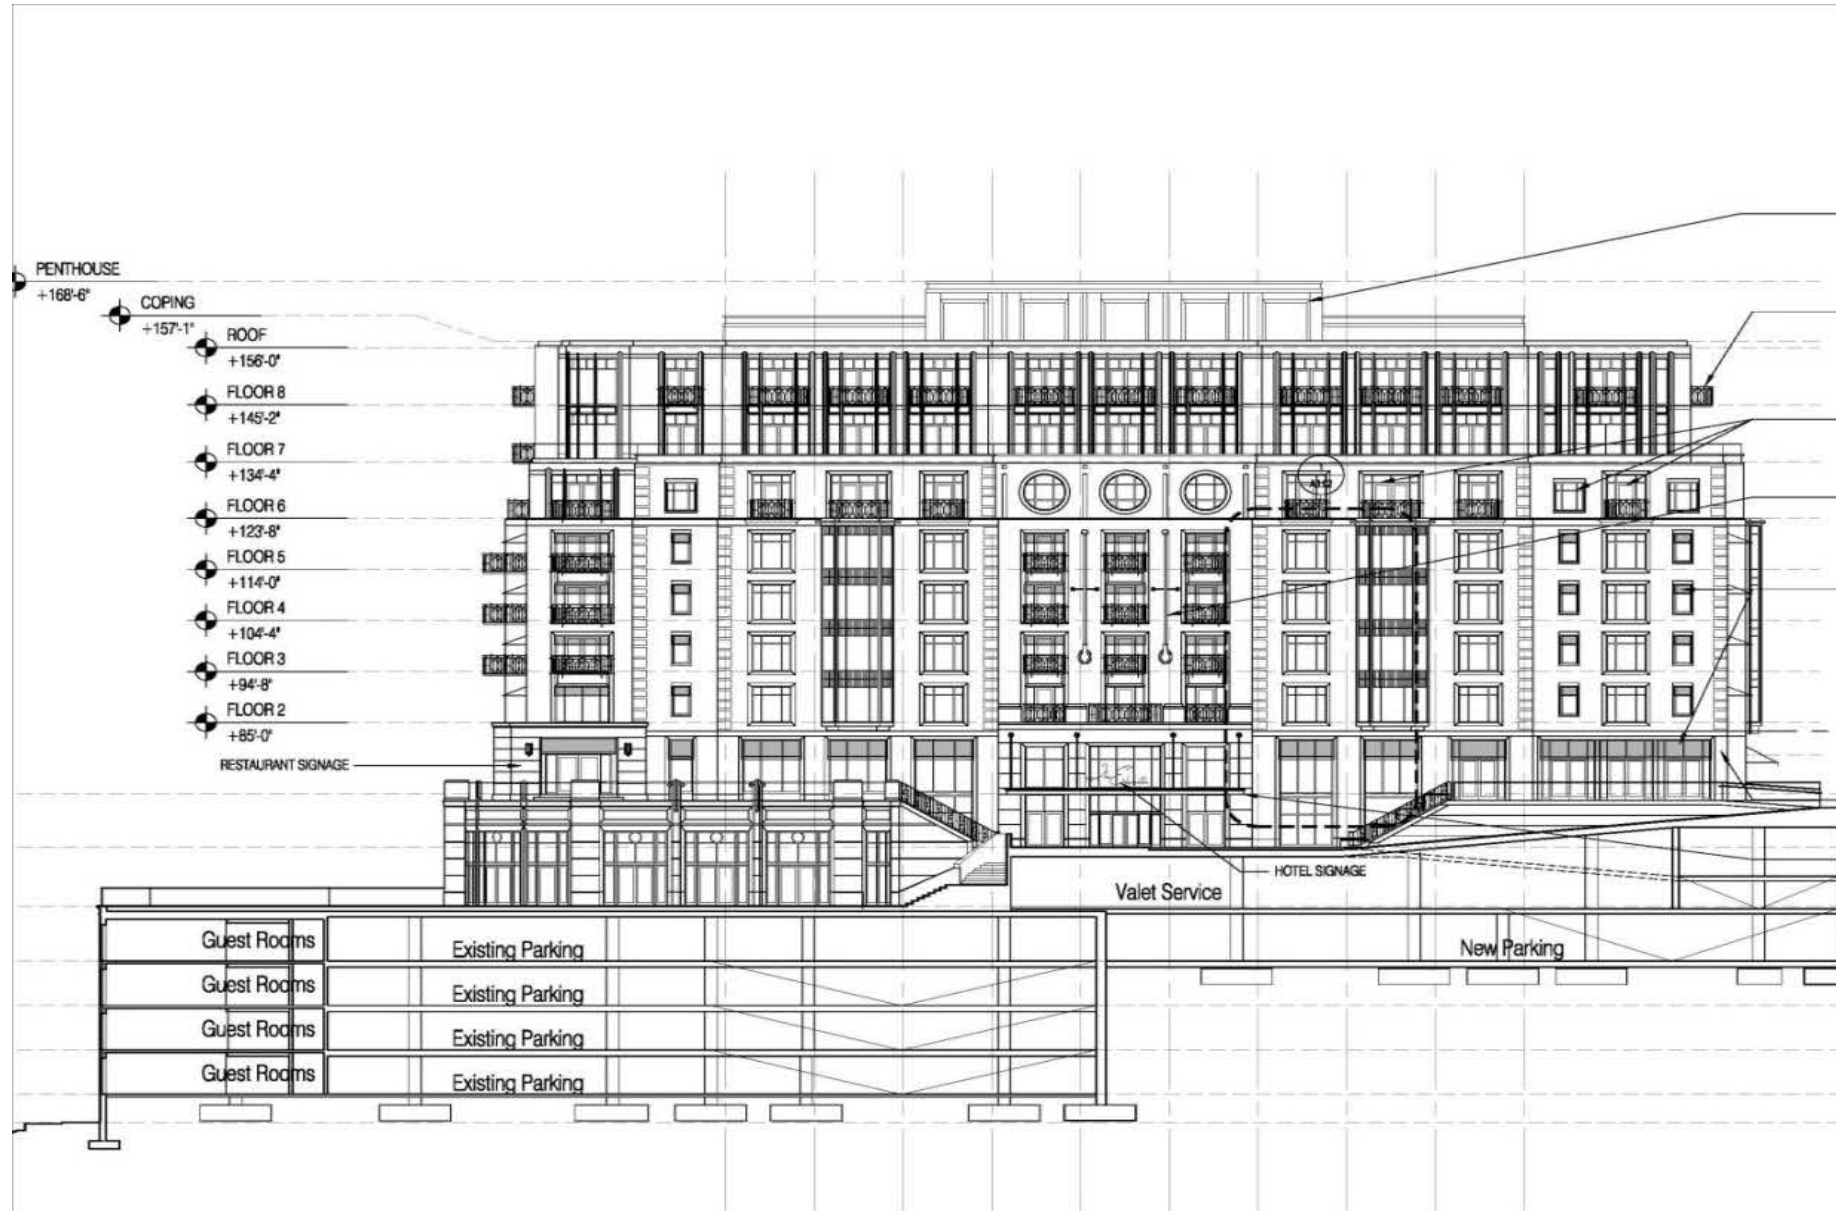 PENTHOUSE
+168'-6"
COPING
+157'-1"
ROOF
+156'-0"
FLOOR 8
+145'-2"
FLOOR 7
+134'-4"
FLOOR 6
+123'-8"
FLOOR 5
+114'-0"
FLOOR 4
+104'-4"
FLOOR 3
+94'-8"
FLOOR 2
+85'-0"
RESTAURANT SIGNAGE
HOTEL SIGNAGE
Valet Service
New Parking
Guest Rooms
Existing Parking
Guest Rooms
Existing Parking
Guest Rooms
Existing Parking
Guest Rooms
Existing Parking